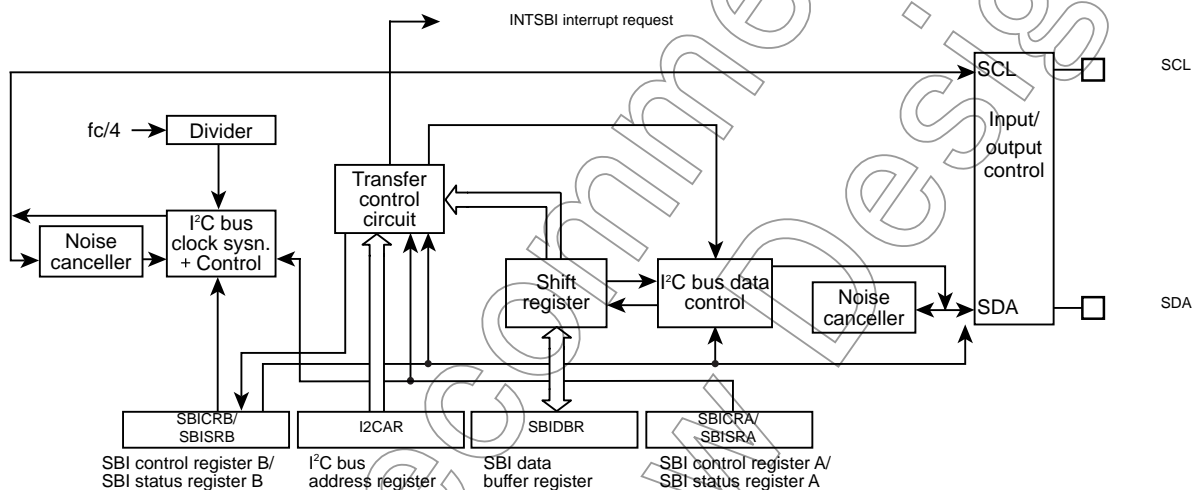 INTSBI interrupt request
SCL
SCL
fc/4
Divider
Input/
output
control
Transfer
control
circuit
I²C bus
clock sysn.
+ Control
Noise
canceller
Shift
register
I²C bus data
control
Noise
canceller
SDA
SDA
SBICRB/
SBISRB
I2CAR
SBIDBR
SBICRA/
SBISRA
SBI control register B/
SBI status register B
I²C bus
address register
SBI data
buffer register
SBI control register A/
SBI status register A